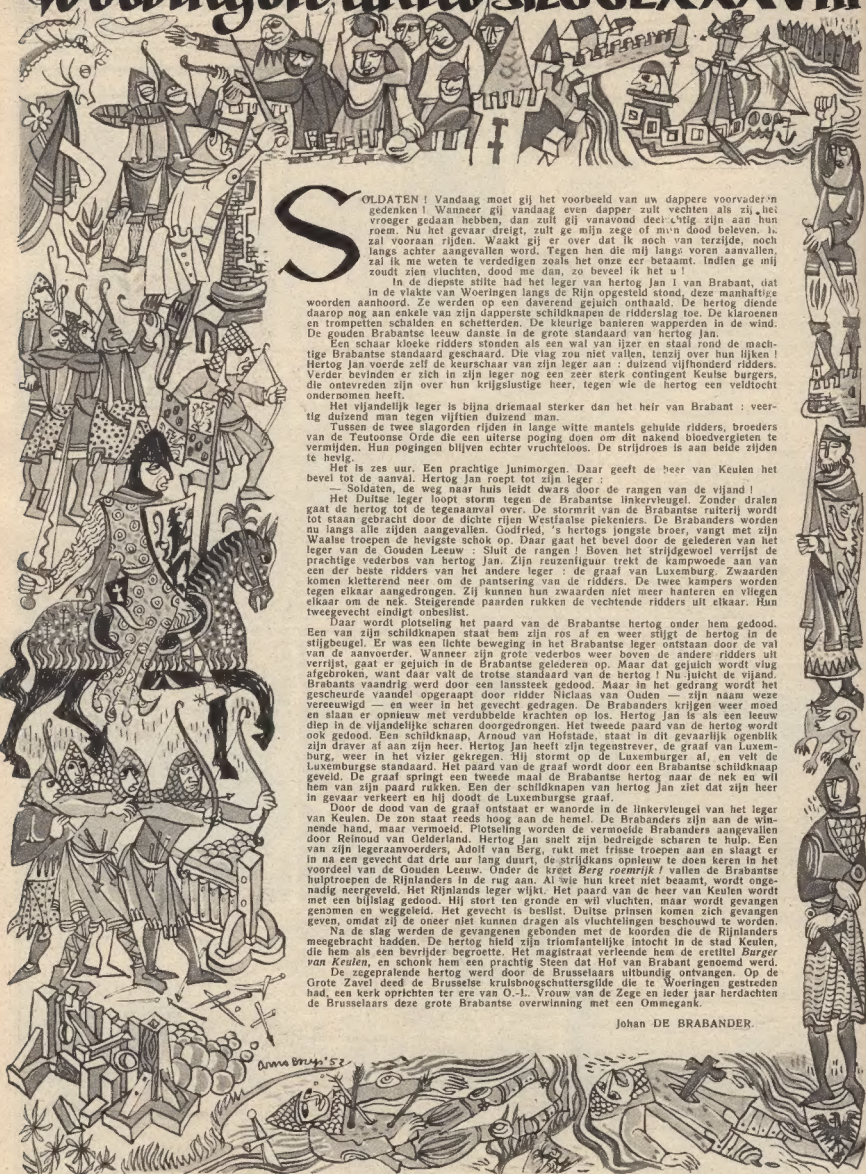 Woeringen anno MCCLXXXVIII
SOLDATEN ! Vandaag moet gij het voorbeeld van uw dappere voorvaderen
gedenken ! Wanneer gij vandaag even dapper zult vechten als zij het
vroeger gedaan hebben, dan zult gij vanavond deelachtig zijn aan hun
roem. Nu het gevaar dreigt, zult ge mijn zege of mijn dood beleven. Ik
zal vooraan rijden. Waakt gij er over dat ik noch van terzijde, noch
langs achter aangevallen word. Tegen hen die mij langs voren aanvallen,
zal ik me weten te verdedigen zoals het onze eer betaamt. Indien ge mij
zoudt zien vluchten, dood me dan, zo beveel ik het u !
In de diepste stilte had het leger van hertog Jan I van Brabant, dat
in de vlakte van Woeringen langs de Rijn opgesteld stond, deze manhaftige
woorden aanhoord. Ze werden op een daverend gejuich onthaald. De hertog diende
daarop nog aan enkele van zijn dapperste schildknapen de ridderslag toe. De klaroenen
en trompetten schalden en schetterden. De kleurige banieren wapperden in de wind.
De gouden Brabantse leeuw danste in de grote standaard van hertog Jan.
Een schaar kloeke ridders stonden als een wal van ijzer en staal rond de mach-
tige Brabantse standaard geschaard. Die vlag zou niet vallen, tenzij over hun lijken !
Hertog Jan voerde zelf de keurschaar van zijn leger aan : duizend vijfhonderd ridders.
Verder bevinden er zich in zijn leger nog een zeer sterk contingent Keulse burgers,
die ontevreden zijn over hun krijgslustige heer, tegen wie de hertog een veldtocht
ondernomen heeft.
Het vijandelijk leger is bijna driemaal sterker dan het heir van Brabant : veer-
tig duizend man tegen vijftien duizend man.
Tussen de twee slagorden rijden in lange witte mantels gehulde ridders, broeders
van de Teutoonse Orde die een uiterse poging doen om dit nakend bloedvergieten te
vermijden. Hun pogingen blijven echter vruchteloos. De strijdroes is aan beide zijden
te hevig.
Het is zes uur. Een prachtige Junimorgen. Daar geeft de heer van Keulen het
bevel tot de aanval. Hertog Jan roept tot zijn leger :
— Soldaten, de weg naar huis leidt dwars door de rangen van de vijand !
Het Duitse leger loopt storm tegen de Brabantse linkervleugel. Zonder dralen
gaat de hertog tot de tegenaanval over. De stormrit van de Brabantse ruiterij wordt
tot staan gebracht door de dichte rijen Westfaalse piekeniers. De Brabanders worden
nu langs alle zijden aangevallen. Godfried, 's hertogs jongste broer, vangt met zijn
Waalse troepen de hevigste schok op. Daar gaat het bevel door de gelederen van het
leger van de Gouden Leeuw : Sluit de rangen ! Boven het strijdgewoel verrijst de
prachtige vederbos van hertog Jan. Zijn reuzenfiguur trekt de kampwoede aan van
een der beste ridders van het andere leger : de graaf van Luxemburg. Zwaarden
komen kletterend neer om de pantsering van de ridders. De twee kampers worden
tegen elkaar aangedrongen. Zij kunnen hun zwaarden niet meer hanteren en vliegen
elkaar om de nek. Steigerende paarden rukken de vechtende ridders uit elkaar. Hun
tweegevecht eindigt onbeslist.
Daar wordt plotseling het paard van de Brabantse hertog onder hem gedood.
Een van zijn schildknapen staat hem zijn ros af en weer stijgt de hertog in de
stijgbeugel. Er was een lichte beweging in het Brabantse leger ontstaan door de val
van de aanvoerder. Wanneer zijn grote vederbos weer boven de andere ridders uit
verrijst, gaat er gejuich in de Brabantse gelederen op. Maar dat gejuich wordt vlug
afgebroken, want daar valt de trotse standaard van de hertog ! Nu juicht de vijand.
Brabants vaandrig werd door een lanssteek gedood. Maar in het gedrang wordt het
gescheurde vaandel opgeraapt door ridder Niclaas van Ouden — zijn naam weze
vereeuwigd — en weer in het gevecht gedragen. De Brabanders krijgen weer moed
en slaan er opnieuw met verdubbelde krachten op los. Hertog Jan is als een leeuw
diep in de vijandelijke scharen doorgedrongen. Het tweede paard van de hertog wordt
ook gedood. Een schildknaap, Arnoud van Hofstade, staat in dit gevaarlijk ogenblik
zijn draver af aan zijn heer. Hertog Jan heeft zijn tegenstrever, de graaf van Luxem-
burg, weer in het vizier gekregen. Hij stormt op de Luxemburger af, en velt de
Luxemburgse standaard. Het paard van de graaf wordt door een Brabantse schildknaap
geveld. De graaf springt een tweede maal de Brabantse hertog naar de nek en wil
hem van zijn paard rukken. Een der schildknapen van hertog Jan ziet dat zijn heer
in gevaar verkeert en hij doodt de Luxemburgse graaf.
Door de dood van de graaf ontstaat er wanorde in de linkervleugel van het leger
van Keulen. De zon staat reeds hoog aan de hemel. De Brabanders zijn aan de win-
nende hand, maar vermoeid. Plotseling worden de vermoeide Brabanders aangevallen
door Reinoud van Gelderland. Hertog Jan snelt zijn bedreigde scharen te hulp. Een
van zijn legeraanvoerders, Adolf van Berg, rukt met frisse troepen aan en slaagt er
in na een gevecht dat drie uur lang duurt, de strijdkans opnieuw te doen keren in het
voordeel van de Gouden Leeuw. Onder de kreet Berg roemrijk ! vallen de Brabantse
hulptroepen de Rijnlanders in de rug aan. Al wie hun kreet niet beaamt, wordt onge-
nadig neergeveld. Het Rijnlands leger wijkt. Het paard van de heer van Keulen wordt
met een bijlslag gedood. Hij stort ten gronde en wil vluchten, maar wordt gevangen
genomen en weggeleid. Het gevecht is beslist. Duitse prinsen komen zich gevangen
geven, omdat zij de oneer niet kunnen dragen als vluchtelingen beschouwd te worden.
Na de slag werden de gevangenen gebonden met de koorden die de Rijnlanders
meegebracht hadden. De hertog hield zijn triomfantelijke intocht in de stad Keulen,
die hem als een bevrijder begroette. Het magistraat verleende hem de eretitel Burger
van Keulen, en schonk hem een prachtig Steen dat Hof van Brabant genoemd werd.
De zegepralende hertog werd door de Brusselaars uitbundig ontvangen. Op de
Grote Zavel deed de Brusselse kruisboogschuttersgilde die te Woeringen gestreden
had, een kerk oprichten ter ere van O.-L. Vrouw van de Zege en ieder jaar herdachten
de Brusselaars deze grote Brabantse overwinning met een Ommegank.
Johan DE BRABANDER.
arno brys '52